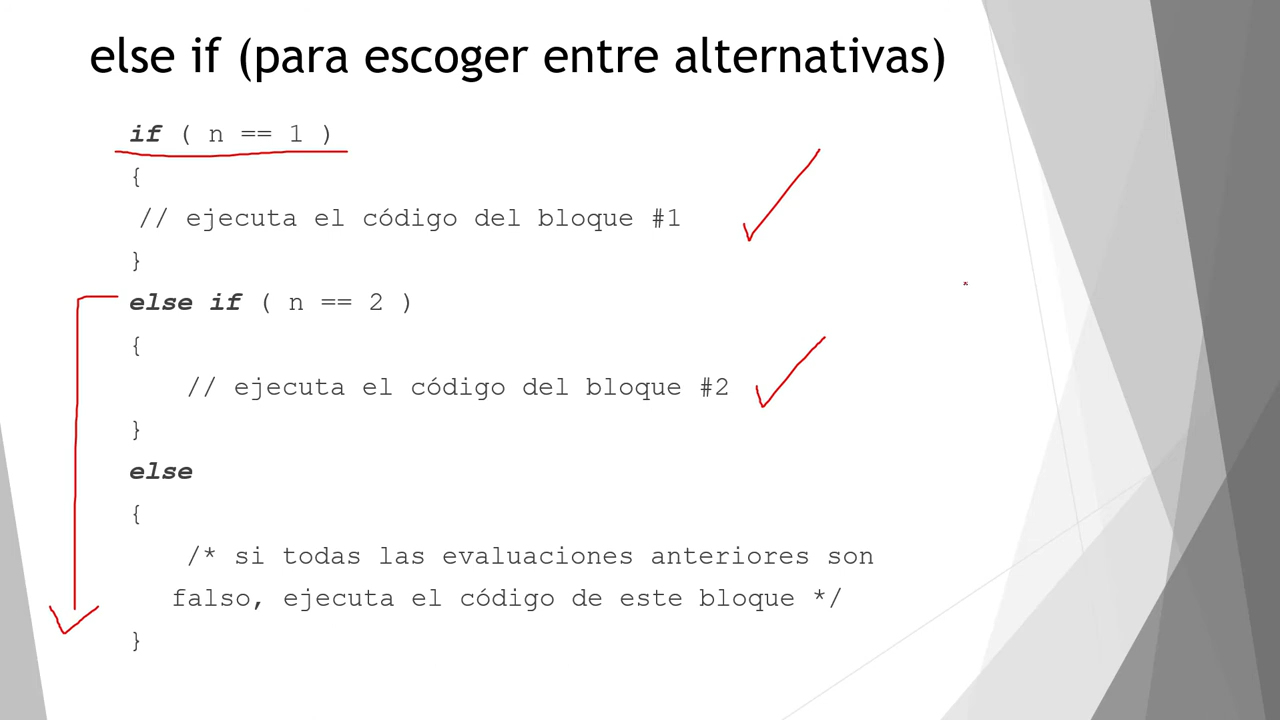 else if (para escoger entre alternativas)
if ( n == 1 )
{
// ejecuta el código del bloque #1
}
else if ( n == 2 )
{
// ejecuta el código del bloque #2
}
else
{
/* si todas las evaluaciones anteriores son
falso, ejecuta el código de este bloque */
}